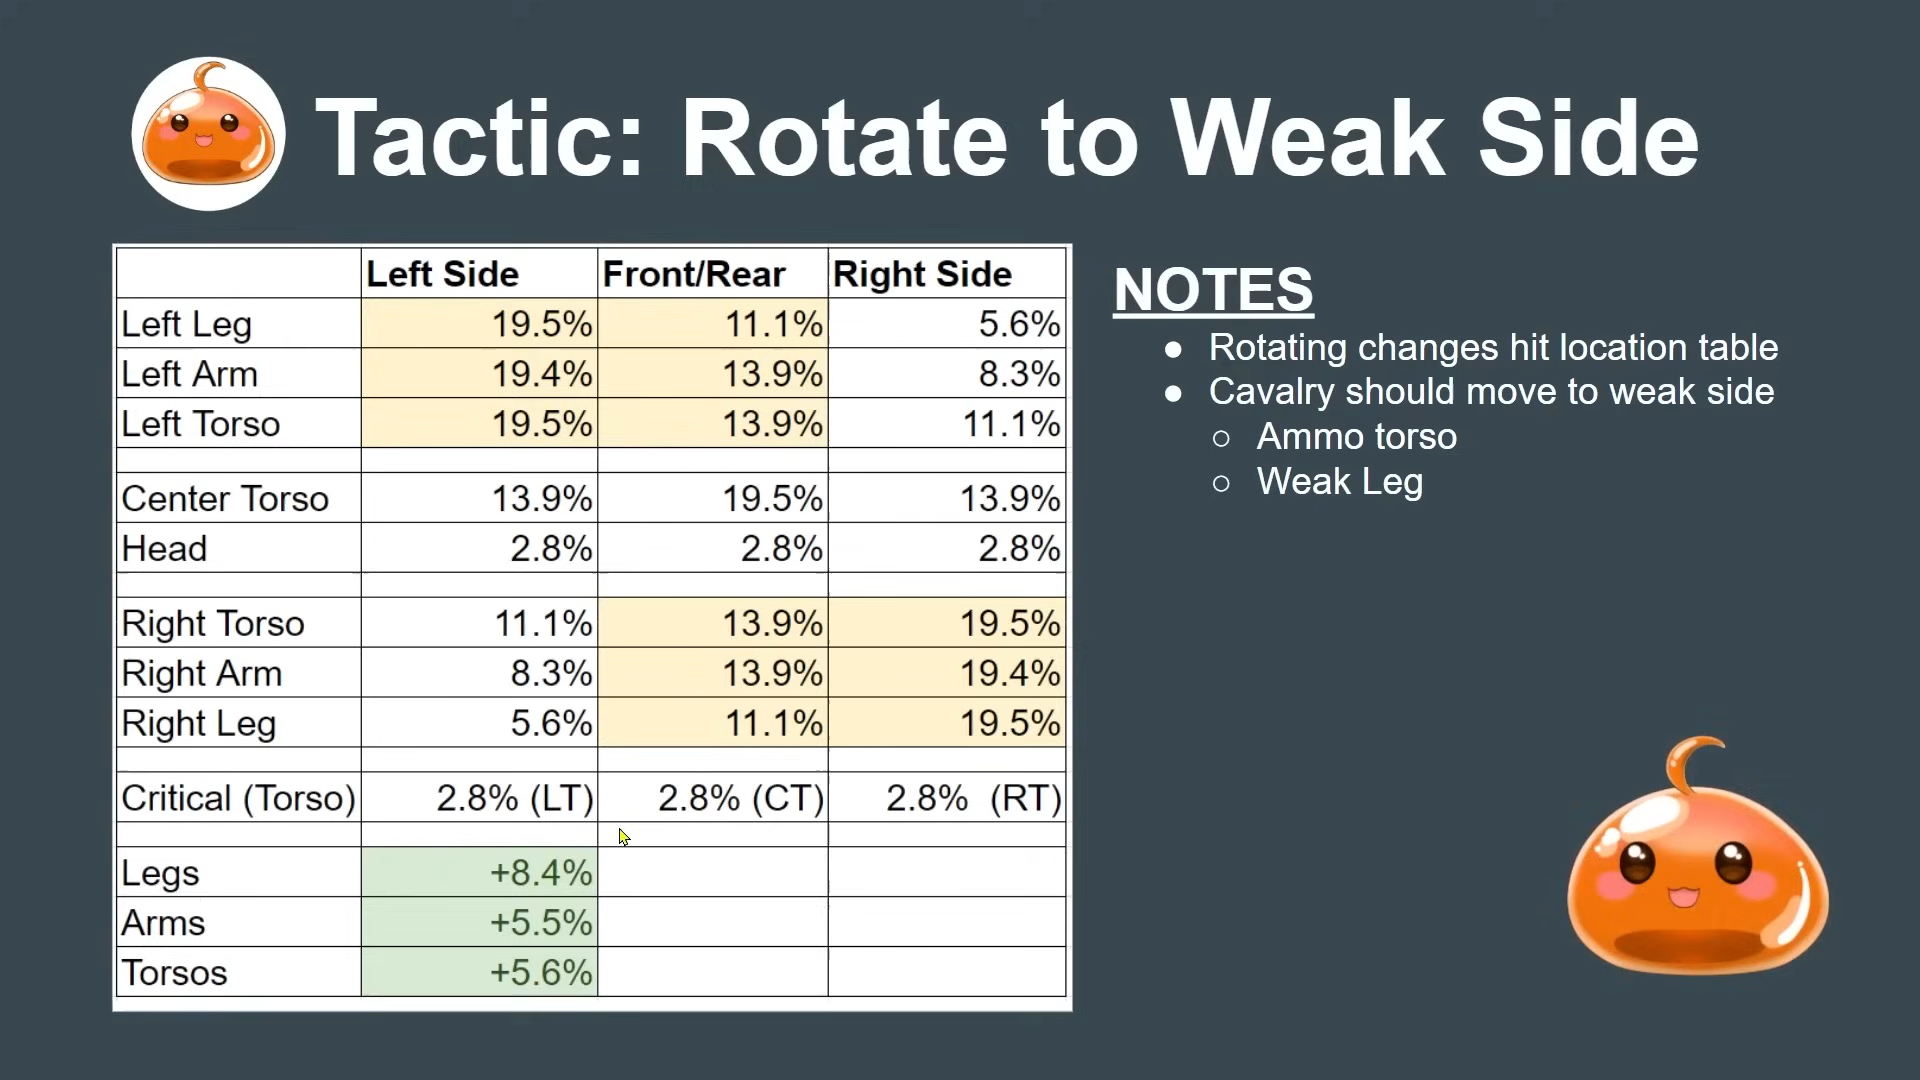 Tactic: Rotate to Weak Side
Left Side Front/Rear Right Side
Left Leg 19.5% 11.1% 5.6%
Left Arm 19.4% 13.9% 8.3%
Left Torso 19.5% 13.9% 11.1%
Center Torso 13.9% 19.5% 13.9%
Head 2.8% 2.8% 2.8%
Right Torso 11.1% 13.9% 19.5%
Right Arm 8.3% 13.9% 19.4%
Right Leg 5.6% 11.1% 19.5%
Critical (Torso) 2.8% (LT) 2.8% (CT) 2.8% (RT)
Legs +8.4%
Arms +5.5%
Torsos +5.6%
NOTES
● Rotating changes hit location table
● Cavalry should move to weak side
○ Ammo torso
○ Weak Leg